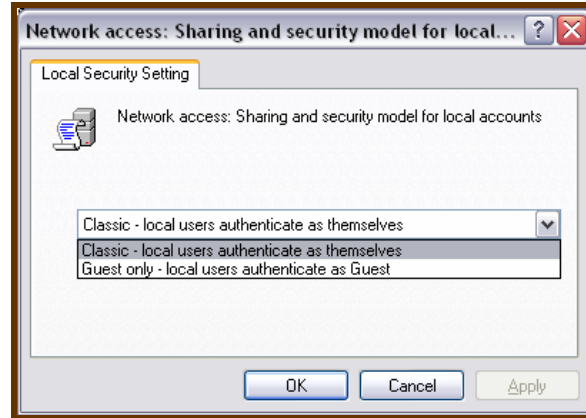 Network access: Sharing and security model for local...
Local Security Setting
Network access: Sharing and security model for local accounts
Classic - local users authenticate as themselves
Classic - local users authenticate as themselves
Guest only - local users authenticate as Guest
OK Cancel Apply